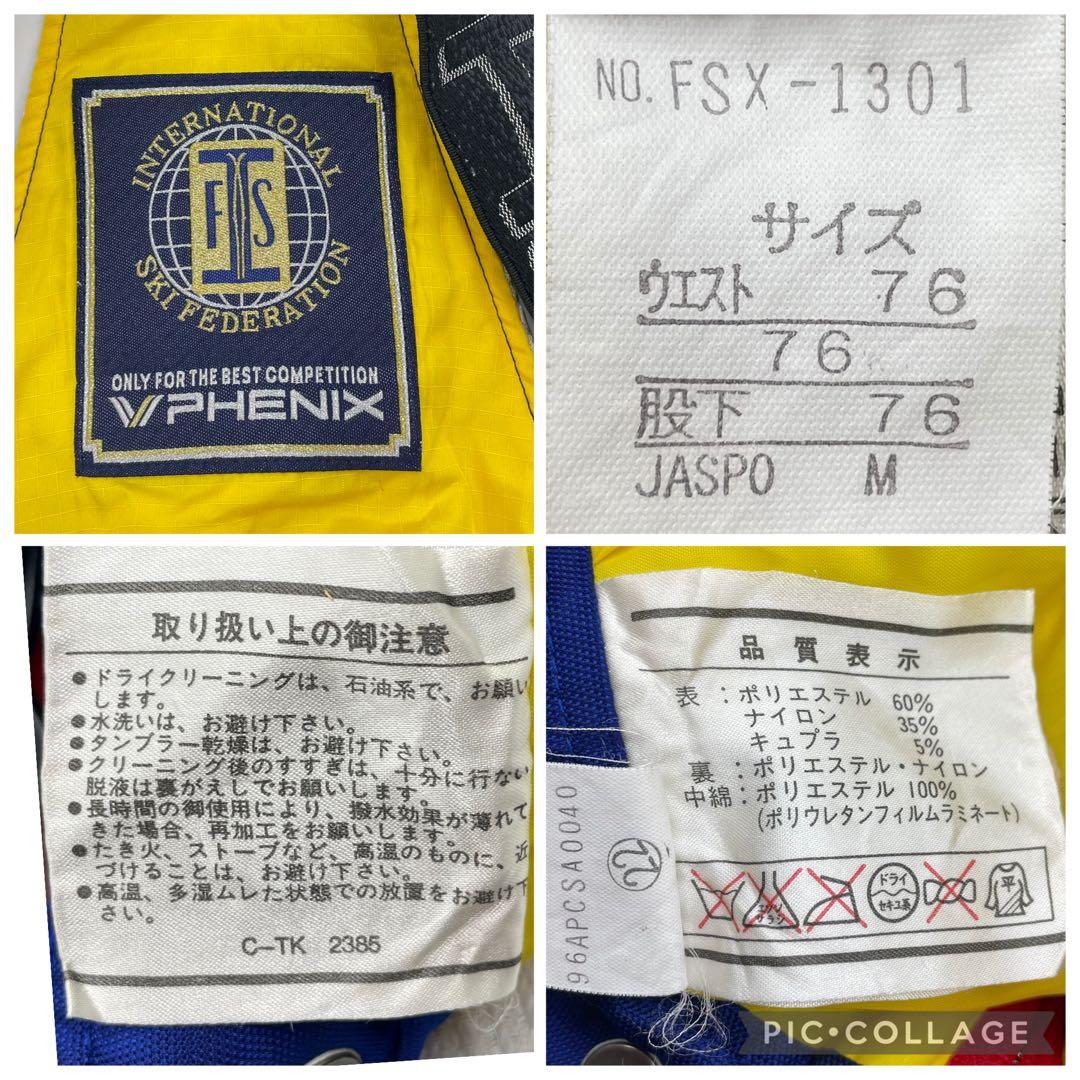 INTERNATIONAL
FIS
SKI FEDERATION
ONLY FOR THE BEST COMPETITION
PHENIX
NO. FSX-1301
サイズ
ウエスト 76
76
股下 76
JASPO M
取り扱い上の御注意
●ドライクリーニングは、石油系で、お願い
します。
●水洗いは、お避け下さい。
●タンブラー乾燥は、お避け下さい。
●クリーニング後のすすぎは、十分に行ない
脱液は裏がえしでお願いします。
●長時間の御使用により、撥水効果が薄れて
きた場合、再加工をお願いします。
●たき火、ストーブなど、高温のものに、近
づけることは、お避け下さい。
●高温、多湿ムレた状態での放置をお避け下
さい。
C-TK 2385
品質表示
表：ポリエステル 60%
ナイロン 35%
キュプラ 5%
裏：ポリエステル・ナイロン
中綿：ポリエステル 100%
(ポリウレタンフィルムラミネート)
エンソ
サラシ
ドライ
セキユ系
平
96APCSA0040
22
PIC•COLLAGE